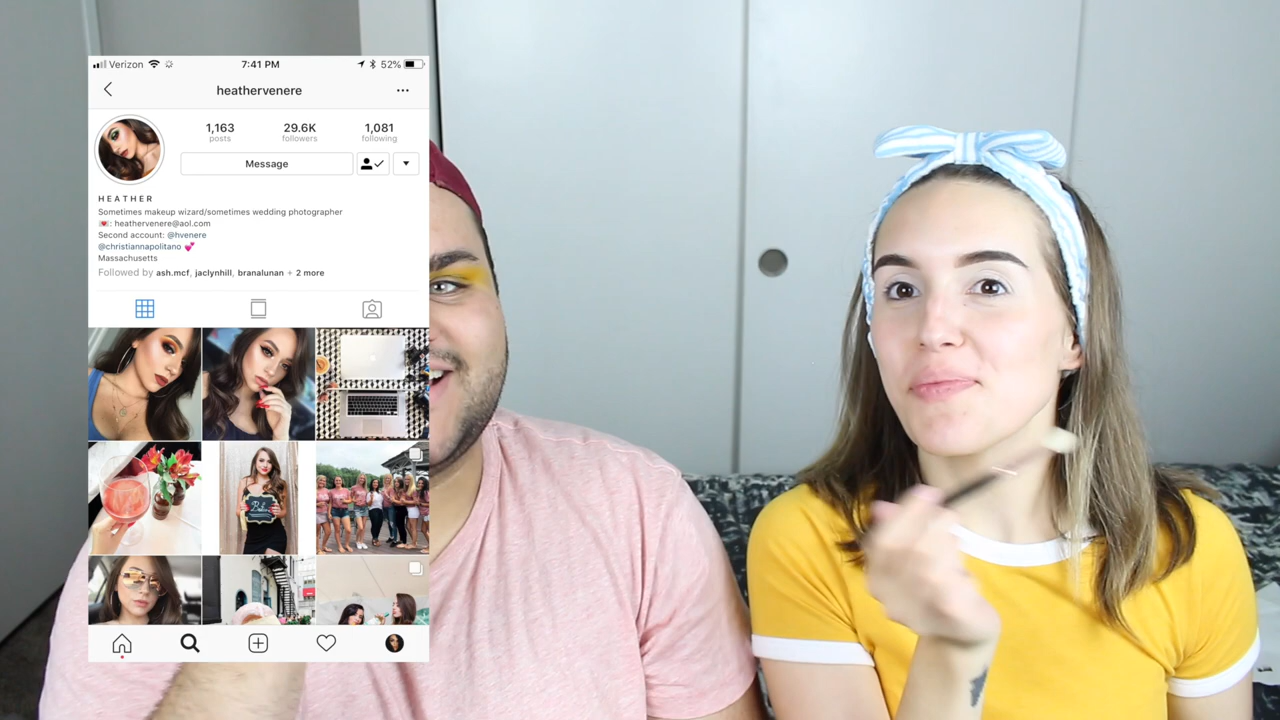 Verizon 7:41 PM 52%
heathervenere
1,163 29.6K 1,081
posts followers following
Message
HEATHER
Sometimes makeup wizard/sometimes wedding photographer
💌: heathervenere@aol.com
Second account: @hvenere
@christiannapolitano 💞
Massachusetts
Followed by ash.mcf, jaclynhill, branalunan + 2 more